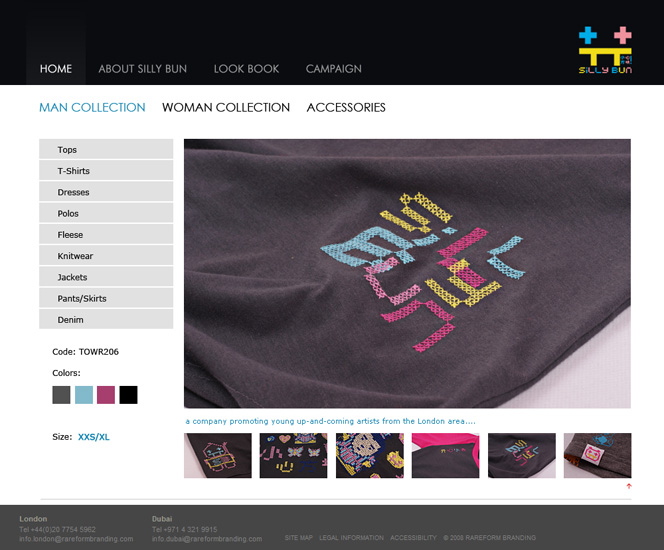 HOME ABOUT SILLY BUN LOOK BOOK CAMPAIGN
SiLLY BUN
MAN COLLECTION WOMAN COLLECTION ACCESSORIES
Tops
T-Shirts
Dresses
Polos
Fleese
Knitwear
Jackets
Pants/Skirts
Denim
Code: TOWR206
Colors:
Size: XXS/XL
a company promoting young up-and-coming artists from the London area....
London
Tel +44(0)20 7754 5962
info.london@rareformbranding.com
Dubai
Tel +971 4 321 9915
info.dubai@rareformbranding.com
SITE MAP LEGAL INFORMATION ACCESSIBILITY © 2008 RAREFORM BRANDING